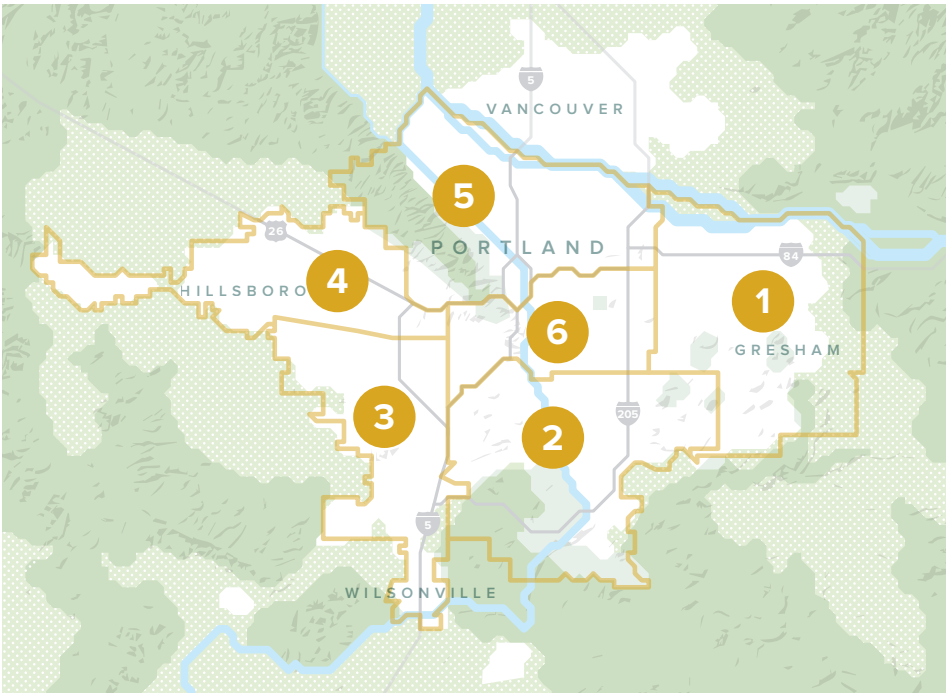 5
VANCOUVER
5
26
PORTLAND
84
HILLSBORO
4
1
6
GRESHAM
3
205
2
5
WILSONVILLE